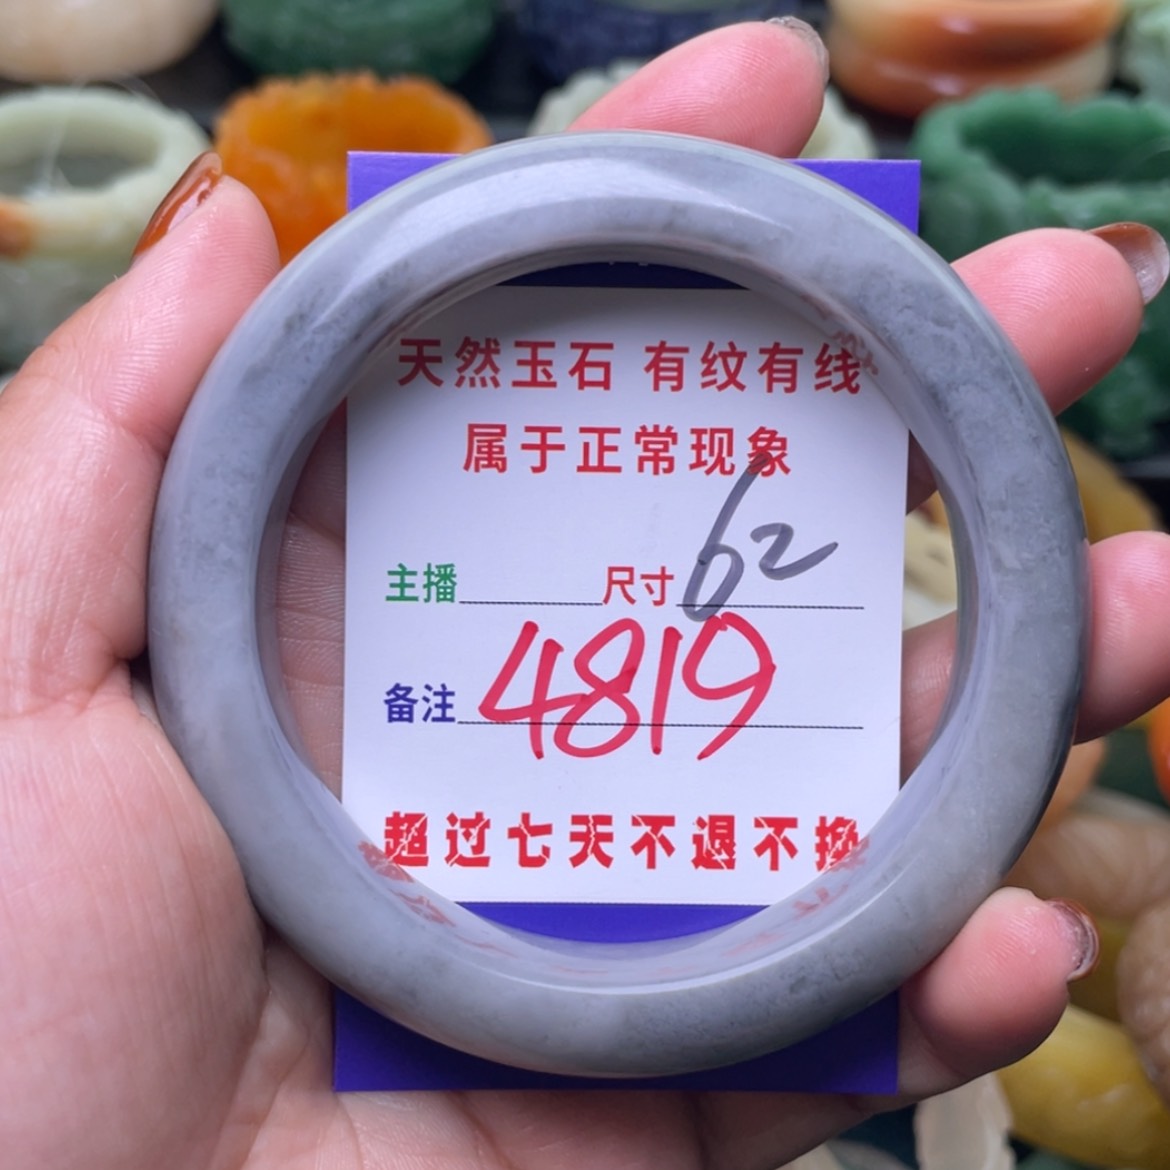 天然玉石 有纹有线
属于正常现象
主播 尺寸 62
备注 4819
超过七天不退不换